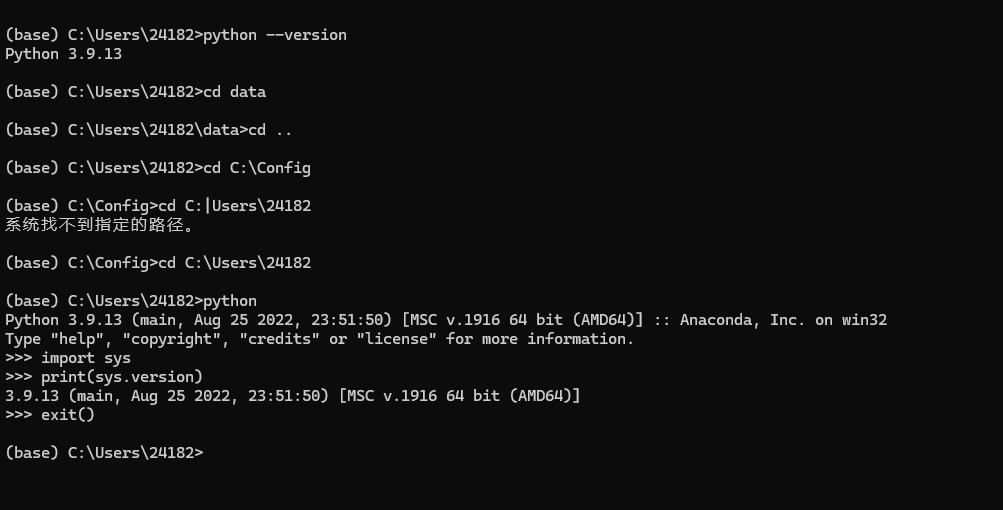 (base) C:\Users\24182>python --version
Python 3.9.13
(base) C:\Users\24182>cd data
(base) C:\Users\24182\data>cd ..
(base) C:\Users\24182>cd C:\Config
(base) C:\Config>cd C:|Users\24182
系统找不到指定的路径。
(base) C:\Config>cd C:\Users\24182
(base) C:\Users\24182>python
Python 3.9.13 (main, Aug 25 2022, 23:51:50) [MSC v.1916 64 bit (AMD64)] :: Anaconda, Inc. on win32
Type "help", "copyright", "credits" or "license" for more information.
>>> import sys
>>> print(sys.version)
3.9.13 (main, Aug 25 2022, 23:51:50) [MSC v.1916 64 bit (AMD64)]
>>> exit()
(base) C:\Users\24182>